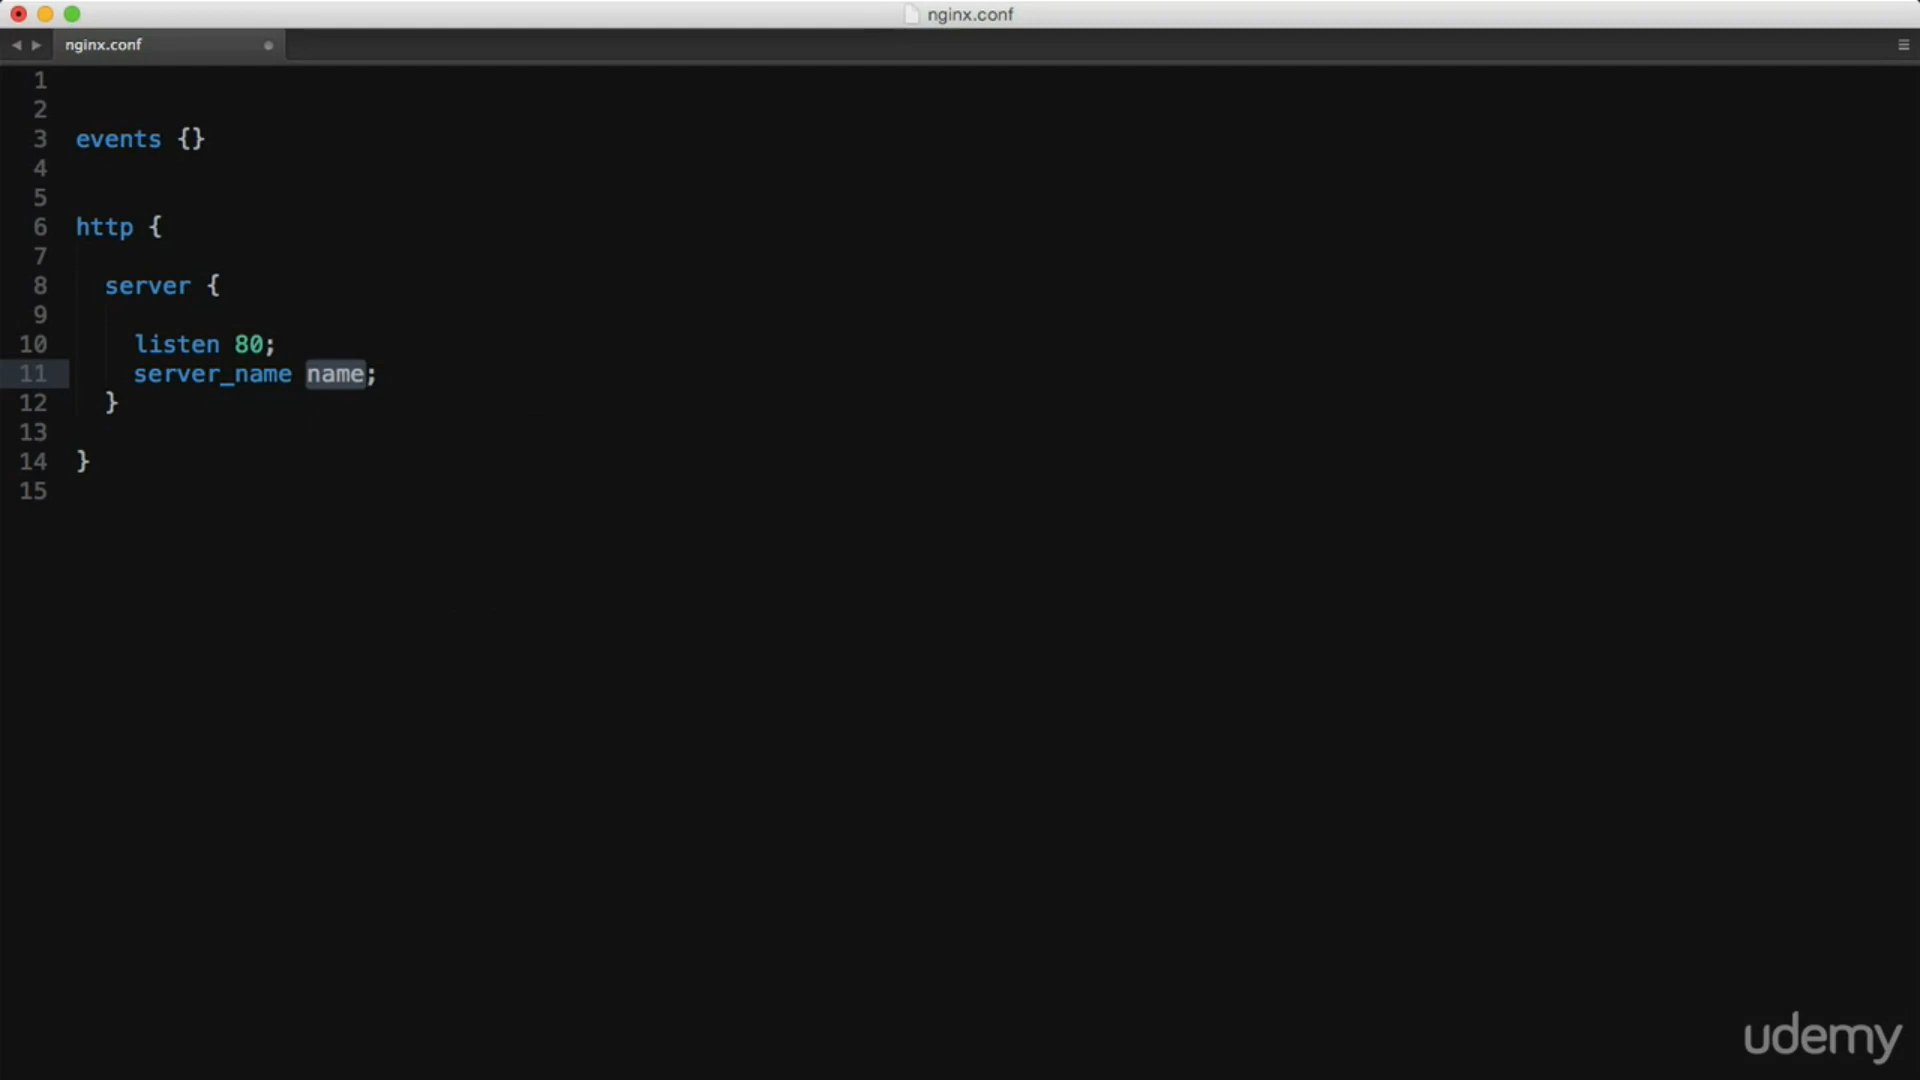 nginx.conf
nginx.conf
1
2
3 events {}
4
5
6 http {
7
8 server {
9
10 listen 80;
11 server_name name;
12 }
13
14 }
15
udemy